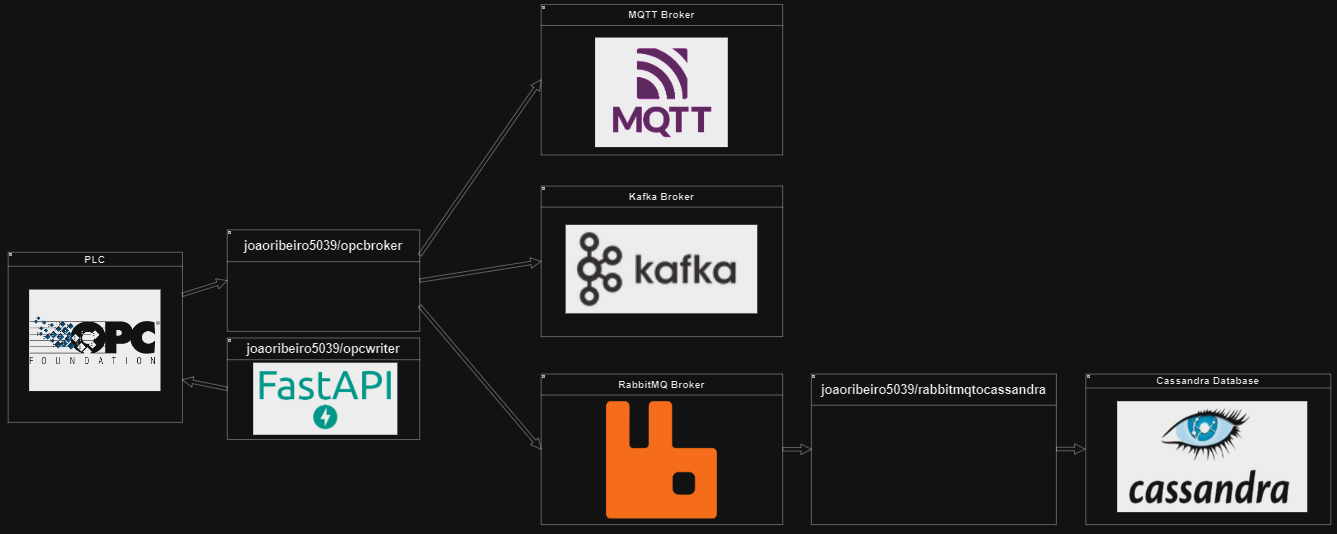 MQTT Broker
MQTT
Kafka Broker
kafka
joaoribeiro5039/opcbroker
PLC
OPC
FOUNDATION
joaoribeiro5039/opcwriter
FastAPI
RabbitMQ Broker
joaoribeiro5039/rabbitmqtocassandra
Cassandra Database
cassandra